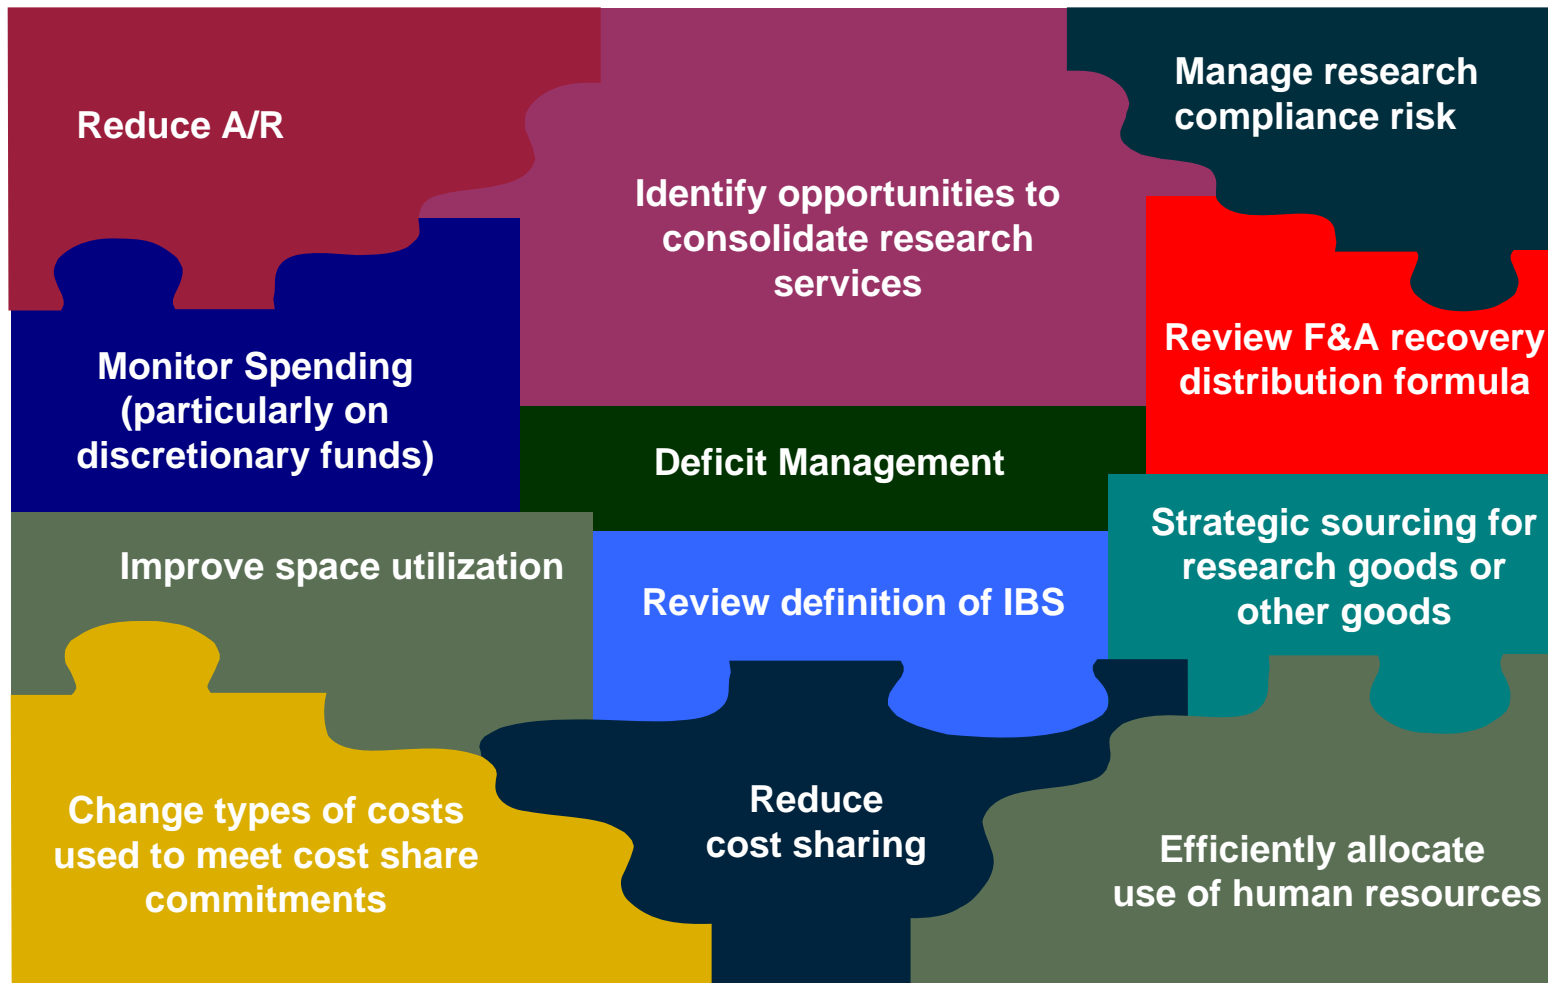 Reduce A/R
Identify opportunities to
consolidate research
services
Manage research
compliance risk
Monitor Spending
(particularly on
discretionary funds)
Deficit Management
Review F&A recovery
distribution formula
Improve space utilization
Review definition of IBS
Strategic sourcing for
research goods or
other goods
Change types of costs
used to meet cost share
commitments
Reduce
cost sharing
Efficiently allocate
use of human resources